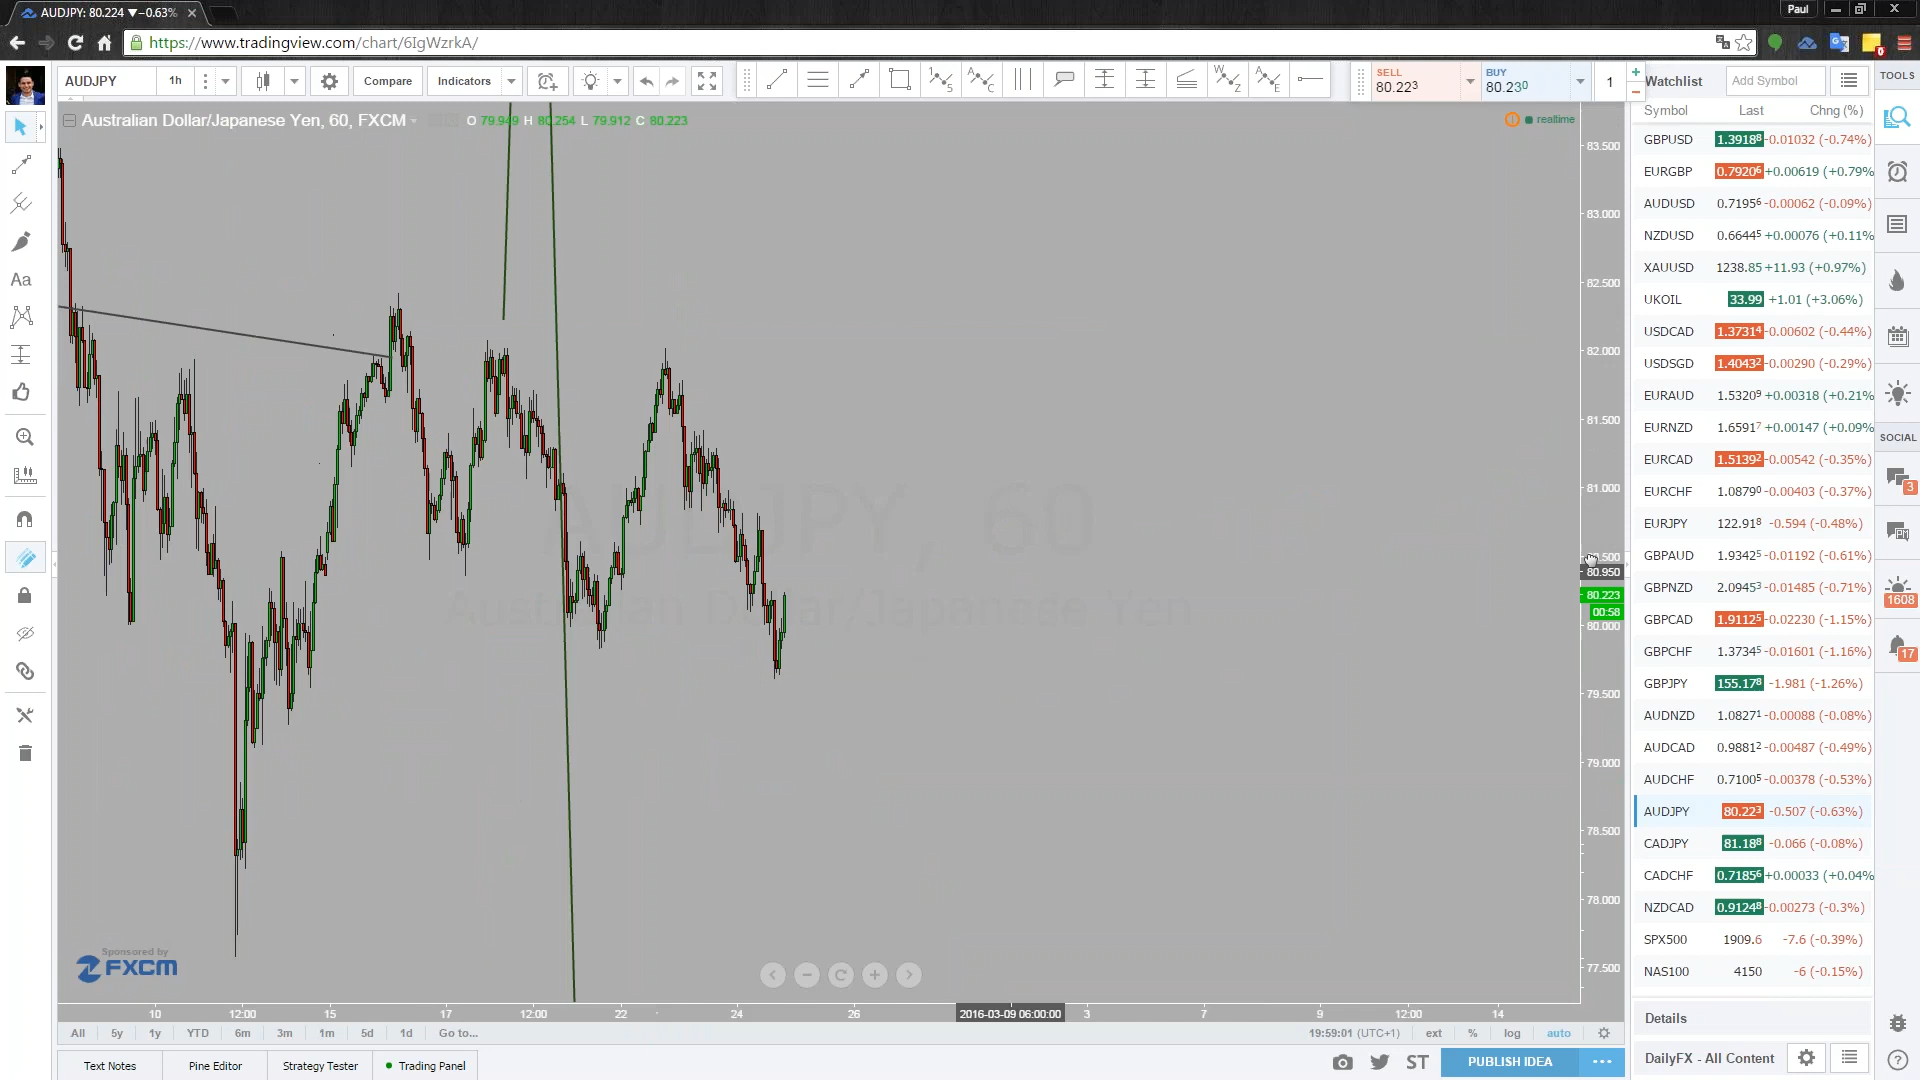 AUDJPY: 80.224 ▼−0.63%
Paul
https://www.tradingview.com/chart/6IgWzrkA/
0
AUDJPY 1h Compare Indicators
SELL
80.22³
BUY
80.23⁰
1
Watchlist Add Symbol
TOOLS
Australian Dollar/Japanese Yen, 60, FXCM
O 79.949 H 80.254 L 79.912 C 80.223
realtime
Symbol Last Chng (%)
GBPUSD 1.3918⁸ -0.01032 (-0.74%)
EURGBP 0.7920⁶ +0.00619 (+0.79%
AUDUSD 0.7195⁶ -0.00062 (-0.09%)
NZDUSD 0.6644⁵ +0.00076 (+0.11%
XAUUSD 1238.85 +11.93 (+0.97%)
UKOIL 33.99 +1.01 (+3.06%)
USDCAD 1.3731⁴ -0.00602 (-0.44%)
USDSGD 1.4043² -0.00290 (-0.29%)
EURAUD 1.5320⁹ +0.00318 (+0.21%
EURNZD 1.6591⁷ +0.00147 (+0.09%
EURCAD 1.5139² -0.00542 (-0.35%)
EURCHF 1.0879⁰ -0.00403 (-0.37%)
EURJPY 122.91⁸ -0.594 (-0.48%)
GBPAUD 1.9342⁵ -0.01192 (-0.61%)
GBPNZD 2.0945³ -0.01485 (-0.71%)
GBPCAD 1.9112⁵ -0.02230 (-1.15%)
GBPCHF 1.3734⁵ -0.01601 (-1.16%)
GBPJPY 155.17⁸ -1.981 (-1.26%)
AUDNZD 1.0827¹ -0.00088 (-0.08%)
AUDCAD 0.9881² -0.00487 (-0.49%)
AUDCHF 0.7100⁵ -0.00378 (-0.53%)
AUDJPY 80.22³ -0.507 (-0.63%)
CADJPY 81.18⁸ -0.066 (-0.08%)
CADCHF 0.7185⁶ +0.00033 (+0.04%
NZDCAD 0.9124⁸ -0.00273 (-0.3%)
SPX500 1909.6 -7.6 (-0.39%)
NAS100 4150 -6 (-0.15%)
Details
DailyFX - All Content
SOCIAL
3
1608
17
Aa
AUDJPY, 60
Australian Dollar/Japanese Yen
83.500
83.000
82.500
82.000
81.500
81.000
80.950
80.223
00:58
80.000
79.500
79.000
78.500
78.000
77.500
Sponsored by
FXCM
10 12:00 15 17 12:00 22 24 26 2016-03-09 06:00:00 3 7 9 12:00 14
All 5y 1y YTD 6m 3m 1m 5d 1d Go to...
19:59:01 (UTC+1) ext % log auto
Text Notes Pine Editor Strategy Tester Trading Panel
ST PUBLISH IDEA